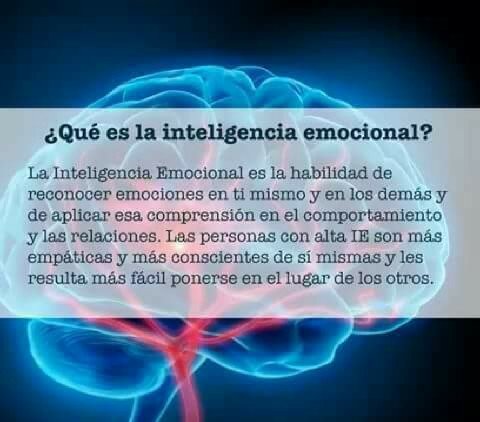 ¿Qué es la inteligencia emocional?
La Inteligencia Emocional es la habilidad de
reconocer emociones en ti mismo y en los demás y
de aplicar esa comprensión en el comportamiento
y las relaciones. Las personas con alta IE son más
empáticas y más conscientes de sí mismas y les
resulta más fácil ponerse en el lugar de los otros.